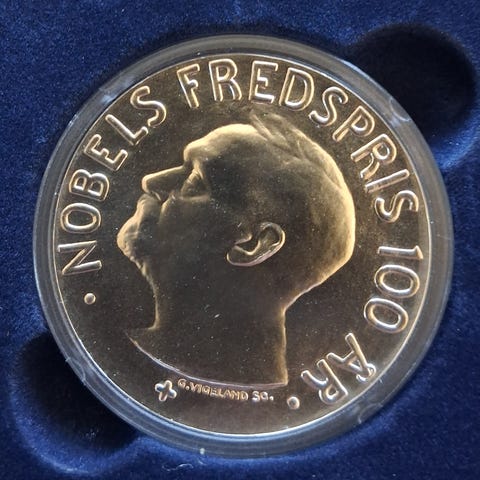 · NOBELS FREDSPRIS 100 ÅR ·
G. VIGELAND SC.